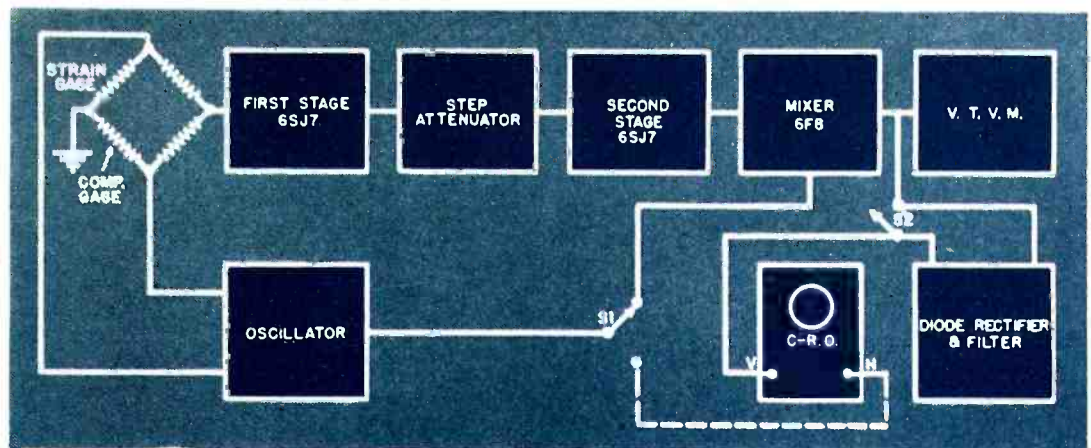 STRAIN
GAGE
COMP.
GAGE
FIRST STAGE
6SJ7
STEP
ATTENUATOR
SECOND
STAGE
6SJ7
MIXER
6F8
V. T. V. M.
OSCILLATOR
S1
S2
C-R.O.
V
H
DIODE RECTIFIER
& FILTER